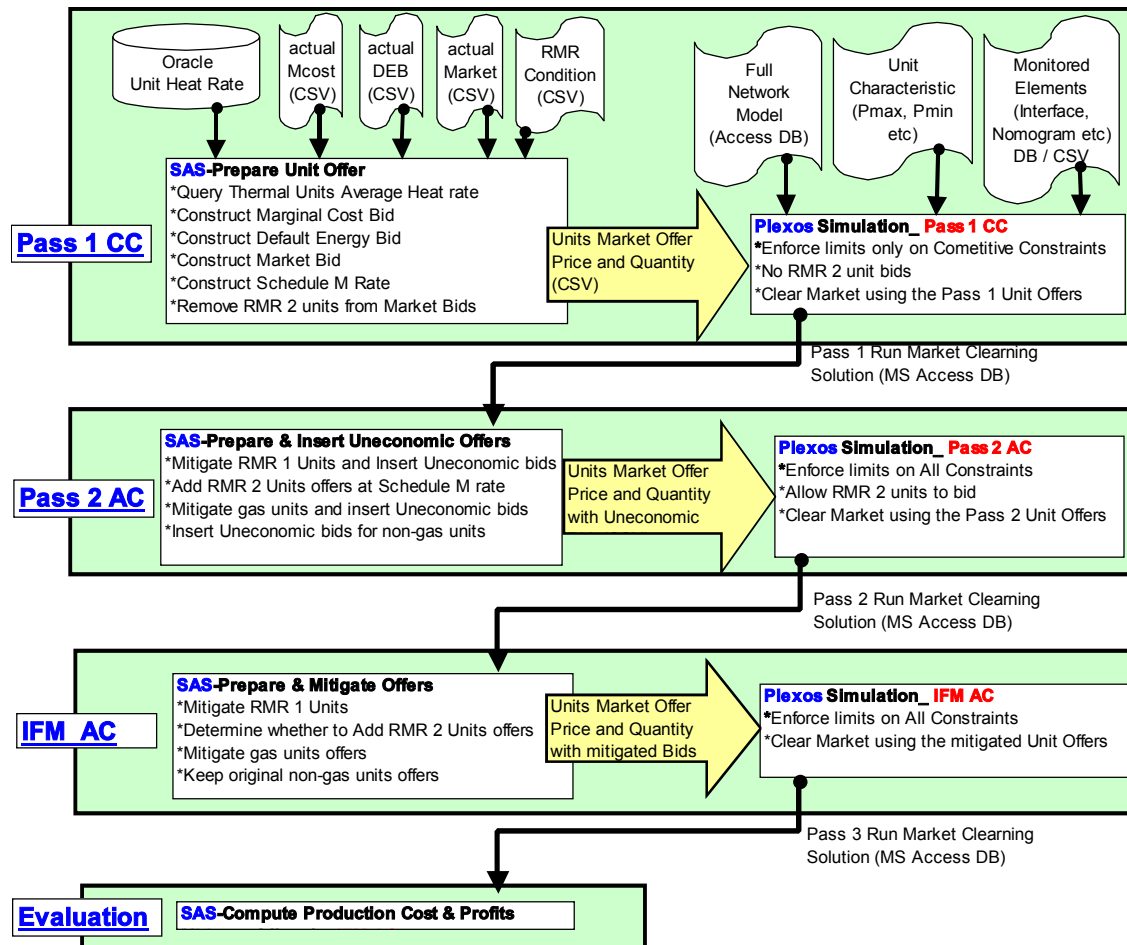 Oracle
Unit Heat Rate
actual
Mcost
(CSV)
actual
DEB
(CSV)
actual
Market
(CSV)
RMR
Condition
(CSV)
Full
Network
Model
(Access DB)
Unit
Characteristic
(Pmax, Pmin
etc)
Monitored
Elements
(Interface,
Nomogram etc)
DB / CSV
Pass 1 CC
SAS-Prepare Unit Offer
*Query Thermal Units Average Heat rate
*Construct Marginal Cost Bid
*Construct Default Energy Bid
*Construct Market Bid
*Construct Schedule M Rate
*Remove RMR 2 units from Market Bids
Units Market Offer
Price and Quantity
(CSV)
Plexos Simulation_ Pass 1 CC
*Enforce limits only on Cometitive Constraints
*No RMR 2 unit bids
*Clear Market using the Pass 1 Unit Offers
Pass 1 Run Market Clearning
Solution (MS Access DB)
Pass 2 AC
SAS-Prepare & Insert Uneconomic Offers
*Mitigate RMR 1 Units and Insert Uneconomic bids
*Add RMR 2 Units offers at Schedule M rate
*Mitigate gas units and insert Uneconomic bids
*Insert Uneconomic bids for non-gas units
Units Market Offer
Price and Quantity
with Uneconomic
Plexos Simulation_ Pass 2 AC
*Enforce limits on All Constraints
*Allow RMR 2 units to bid
*Clear Market using the Pass 2 Unit Offers
Pass 2 Run Market Clearning
Solution (MS Access DB)
IFM AC
SAS-Prepare & Mitigate Offers
*Mitigate RMR 1 Units
*Determine whether to Add RMR 2 Units offers
*Mitigate gas units offers
*Keep original non-gas units offers
Units Market Offer
Price and Quantity
with mitigated Bids
Plexos Simulation_ IFM AC
*Enforce limits on All Constraints
*Clear Market using the mitigated Unit Offers
Pass 3 Run Market Clearning
Solution (MS Access DB)
Evaluation
SAS-Compute Production Cost & Profits